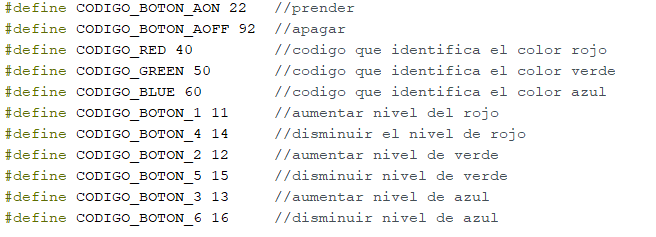 #define CODIGO_BOTON_AON 22 //prender
#define CODIGO_BOTON_AOFF 92 //apagar
#define CODIGO_RED 40 //codigo que identifica el color rojo
#define CODIGO_GREEN 50 //codigo que identifica el color verde
#define CODIGO_BLUE 60 //codigo que identifica el color azul
#define CODIGO_BOTON_1 11 //aumentar nivel del rojo
#define CODIGO_BOTON_4 14 //disminuir el nivel de rojo
#define CODIGO_BOTON_2 12 //aumentar nivel de verde
#define CODIGO_BOTON_5 15 //disminuir nivel de verde
#define CODIGO_BOTON_3 13 //aumentar nivel de azul
#define CODIGO_BOTON_6 16 //disminuir nivel de azul